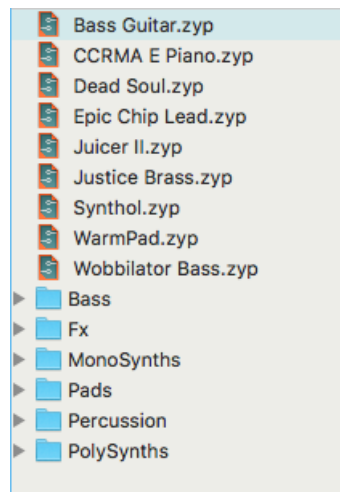 Bass Guitar.zyp
CCRMA E Piano.zyp
Dead Soul.zyp
Epic Chip Lead.zyp
Juicer II.zyp
Justice Brass.zyp
Synthol.zyp
WarmPad.zyp
Wobbilator Bass.zyp
Bass
Fx
MonoSynths
Pads
Percussion
PolySynths